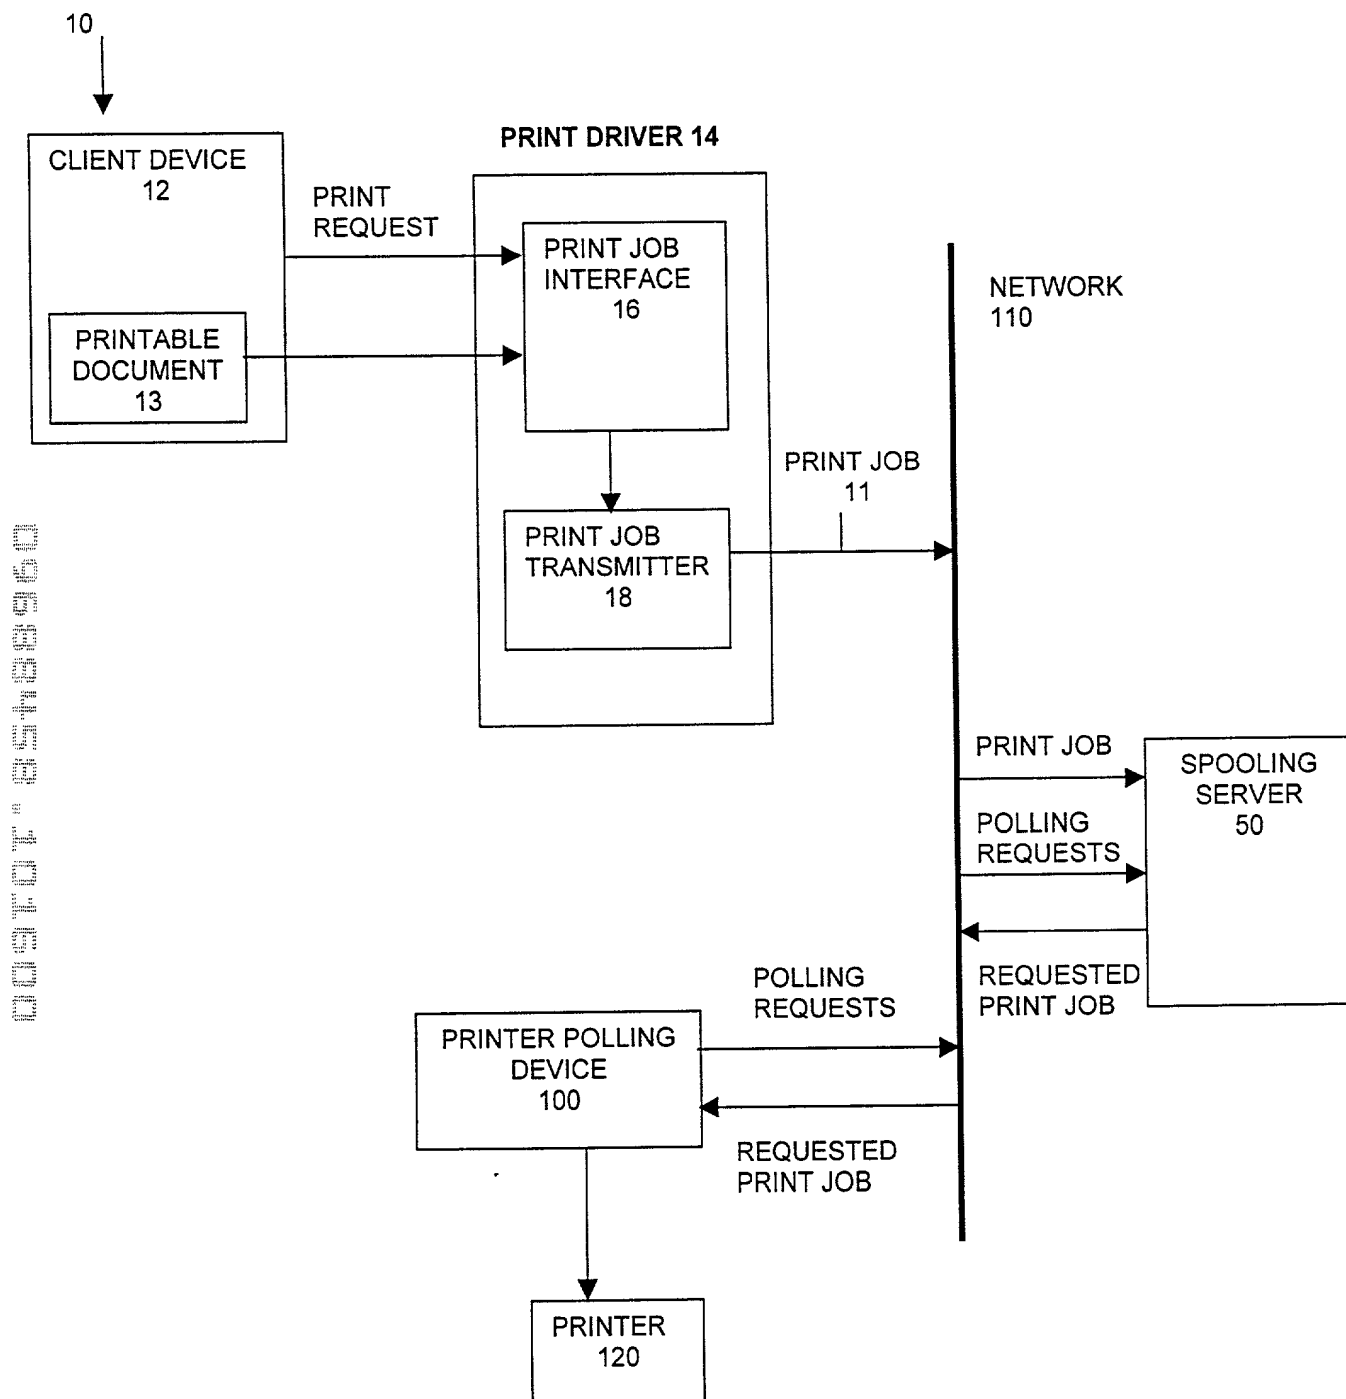 10
CLIENT DEVICE
12
PRINTABLE
DOCUMENT
13
PRINT
REQUEST
PRINT DRIVER 14
PRINT JOB
INTERFACE
16
PRINT JOB
TRANSMITTER
18
PRINT JOB
11
NETWORK
110
PRINT JOB
POLLING
REQUESTS
REQUESTED
PRINT JOB
SPOOLING
SERVER
50
POLLING
REQUESTS
PRINTER POLLING
DEVICE
100
REQUESTED
PRINT JOB
PRINTER
120